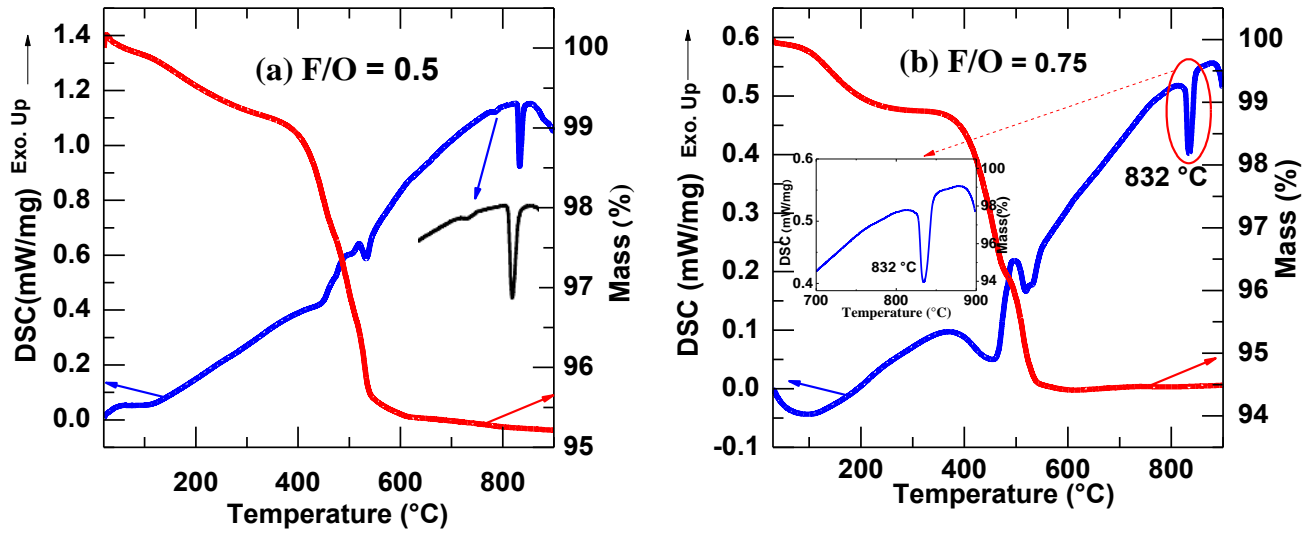 (a) F/O = 0.5
DSC(mW/mg) Exo. Up
1.4
1.2
1.0
0.8
0.6
0.4
0.2
0.0
100
99
98
97
96
95
Mass (%)
200 400 600 800
Temperature (°C)
(b) F/O = 0.75
DSC (mW/mg) Exo. Up
0.6
0.5
0.4
0.3
0.2
0.1
0.0
-0.1
832 °C
100
99
98
97
96
95
94
Mass (%)
200 400 600 800
Temperature (°C)
DSC (mW/mg)
0.6
0.5
0.4
832 °C
100
98
96
94
Mass(%)
700 800 900
Temperature (°C)